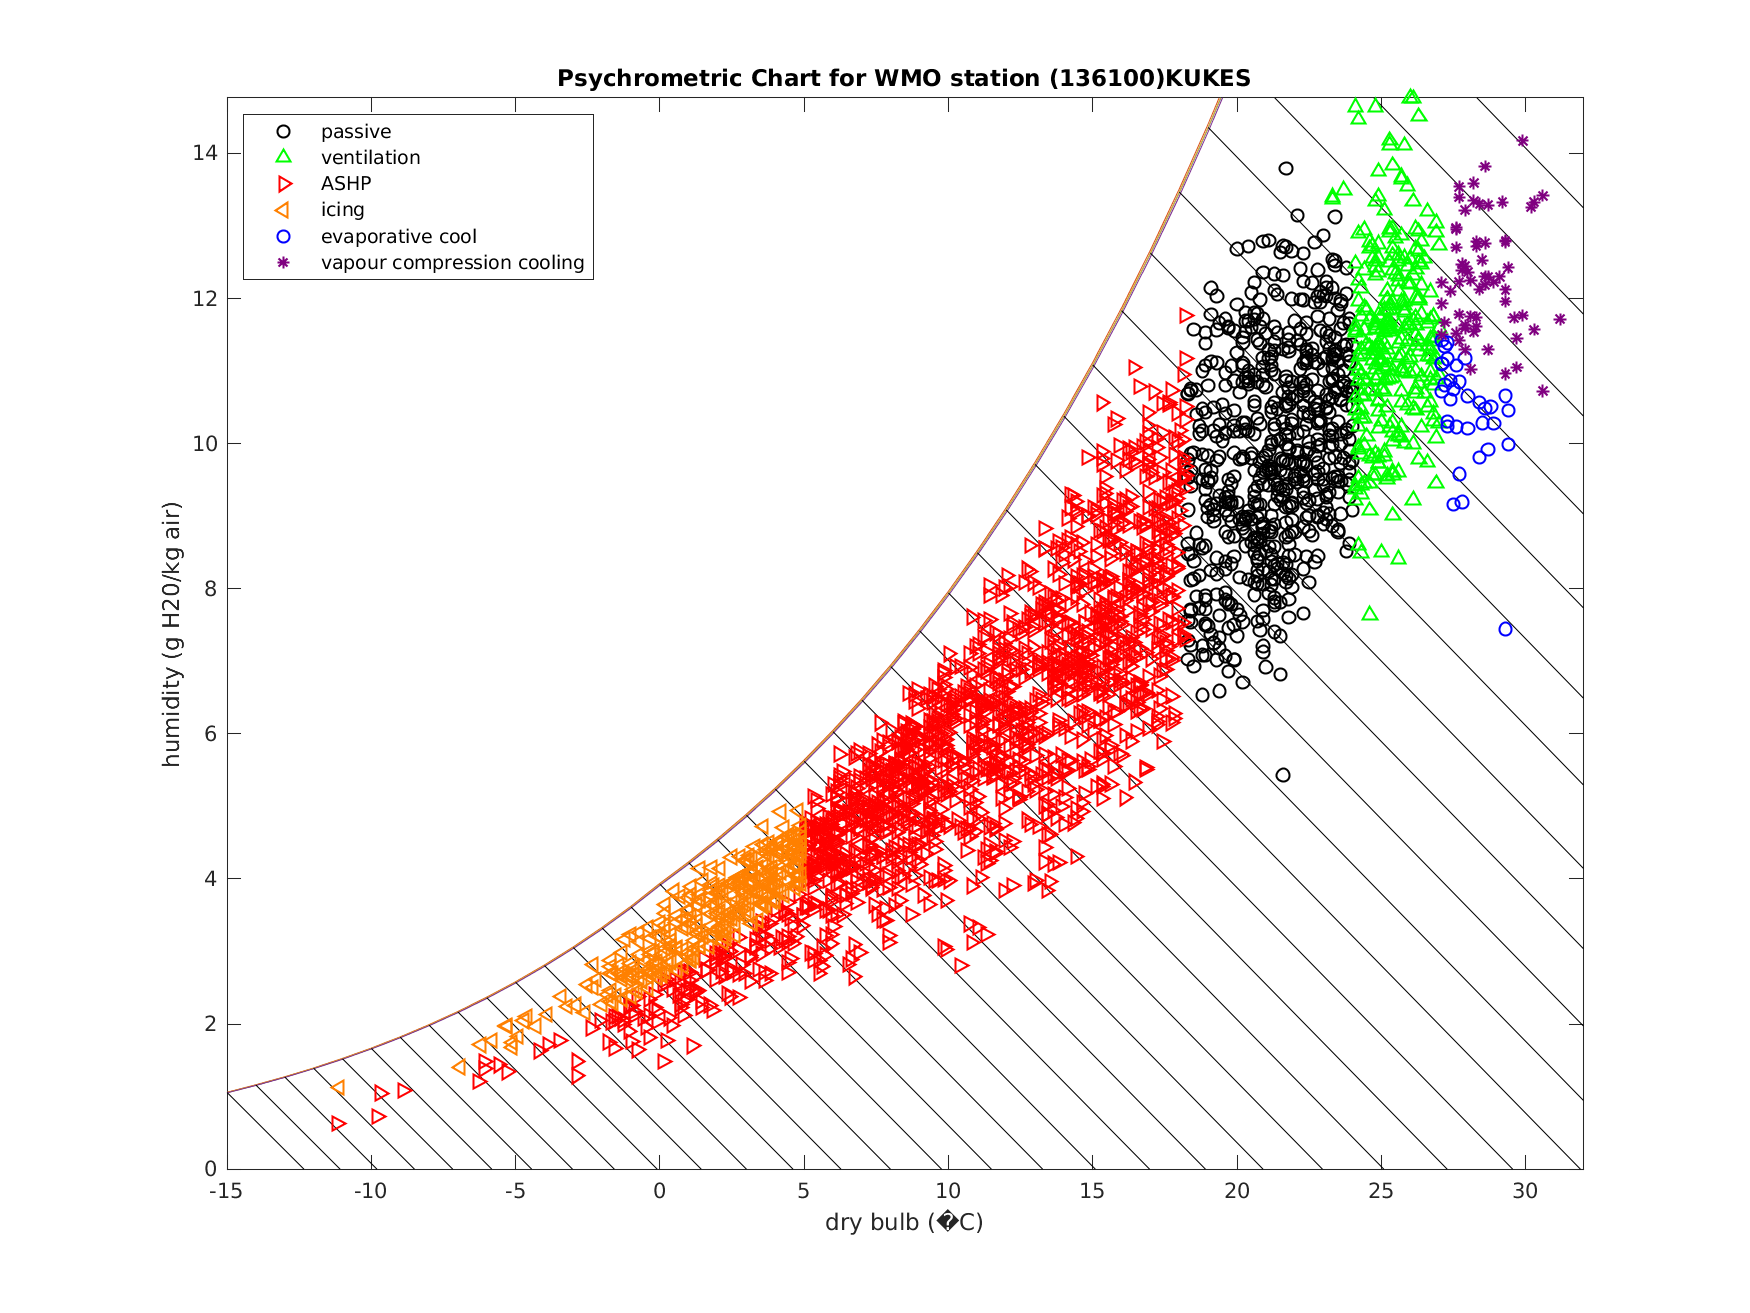 Psychrometric Chart for WMO station (136100)KUKES
passive
ventilation
ASHP
icing
evaporative cool
vapour compression cooling
humidity (g H20/kg air)
14
12
10
8
6
4
2
0
-15 -10 -5 0 5 10 15 20 25 30
dry bulb (�C)